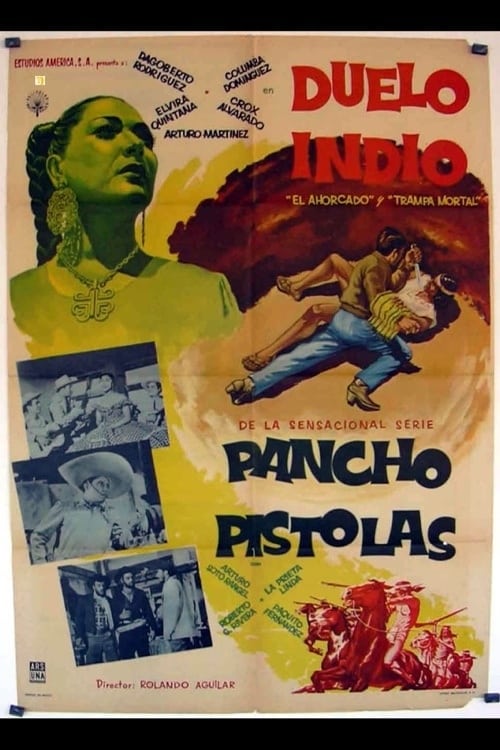 ESTUDIOS AMERICA, S.A. presenta a:
DAGOBERTO
RODRIGUEZ
COLUMBA
DOMINGUEZ
ELVIRA
QUINTANA
CROX
ALVARADO
ARTURO MARTINEZ
en
DUELO
INDIO
"EL AHORCADO" y "TRAMPA MORTAL"
DE LA SENSACIONAL SERIE
PANCHO
PISTOLAS
con
ARTURO
SOTO RANGEL
LA PRIETA
LINDA
ROBERTO
G. RIVERA
PAQUITO
FERNANDEZ
Director: ROLANDO AGUILAR
ARS
UNA